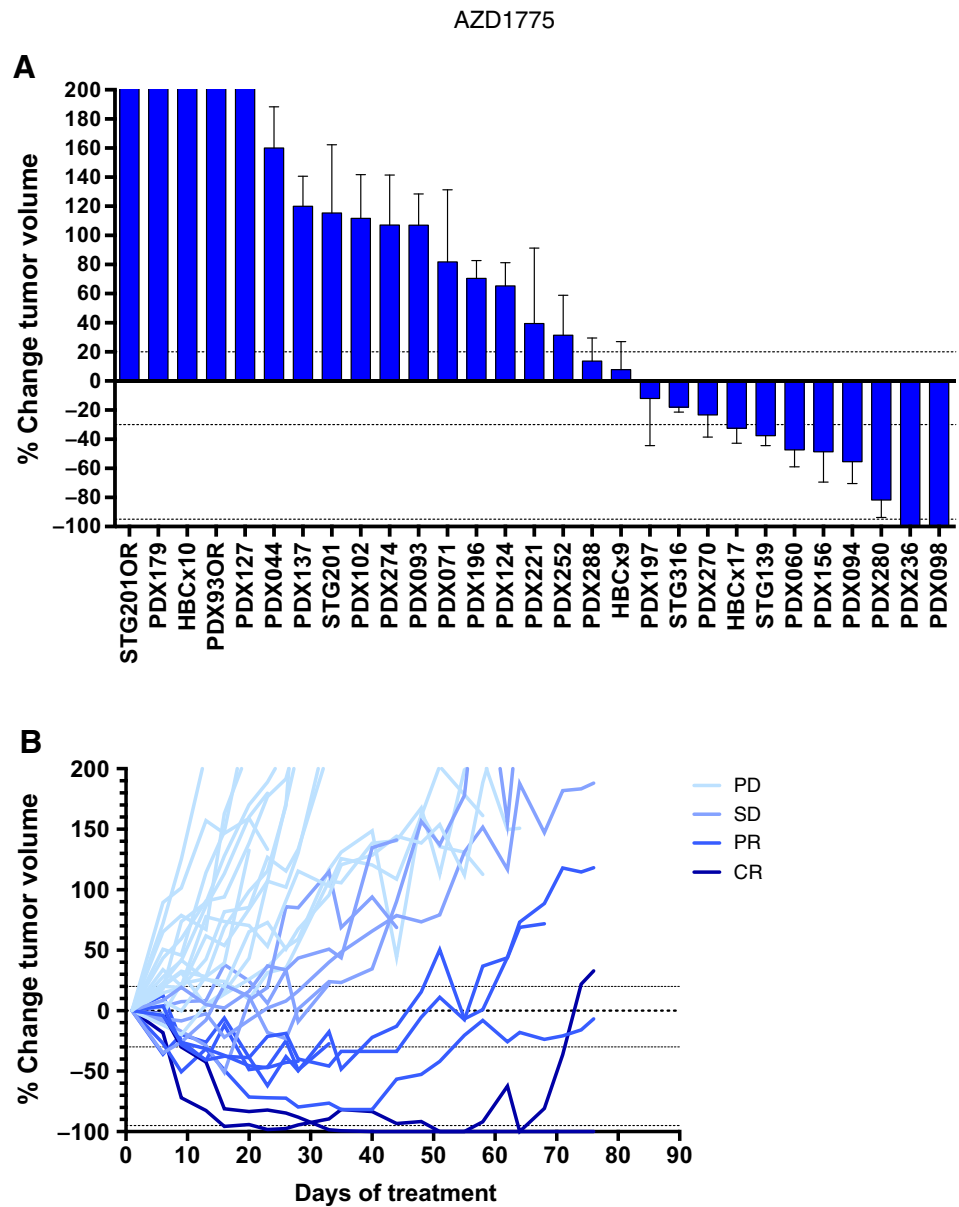 AZD1775
A
% Change tumor volume
200
180
160
140
120
100
80
60
40
20
0
−20
−40
−60
−80
−100
STG201OR
PDX179
HBCx10
PDX93OR
PDX127
PDX044
PDX137
STG201
PDX102
PDX274
PDX093
PDX071
PDX196
PDX124
PDX221
PDX252
PDX288
HBCx9
PDX197
STG316
PDX270
HBCx17
STG139
PDX060
PDX156
PDX094
PDX280
PDX236
PDX098
B
% Change tumor volume
200
150
100
50
0
−50
−100
0 10 20 30 40 50 60 70 80 90
Days of treatment
PD
SD
PR
CR